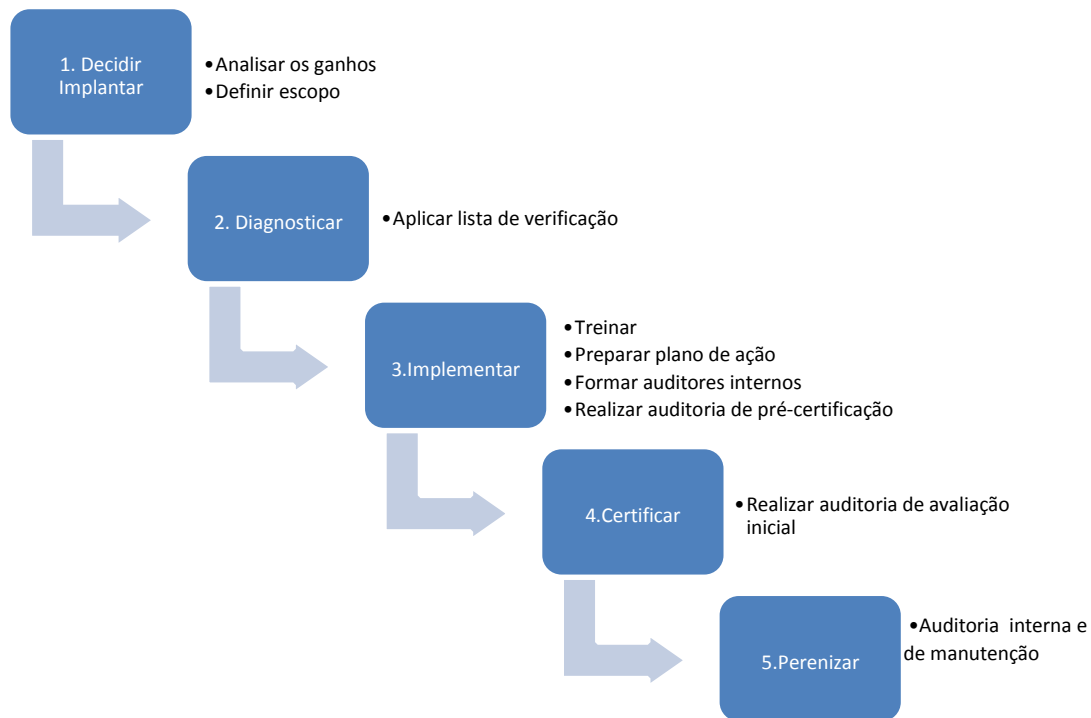 1. Decidir
Implantar
•Analisar os ganhos
•Definir escopo
2. Diagnosticar
•Aplicar lista de verificação
3.Implementar
•Treinar
•Preparar plano de ação
•Formar auditores internos
•Realizar auditoria de pré-certificação
4.Certificar
•Realizar auditoria de avaliação
inicial
5.Perenizar
•Auditoria interna e
de manutenção